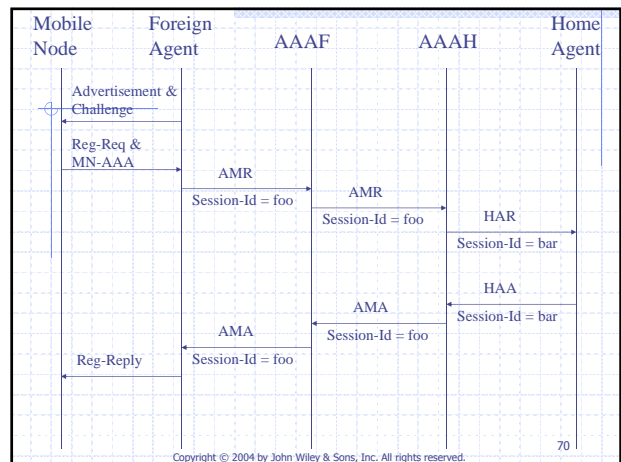 Mobile Node
Foreign Agent
AAAF
AAAH
Home Agent
Advertisement &
Challenge
Reg-Req &
MN-AAA
AMR
Session-Id = foo
AMR
Session-Id = foo
HAR
Session-Id = bar
HAA
Session-Id = bar
AMA
Session-Id = foo
AMA
Session-Id = foo
Reg-Reply
70
Copyright © 2004 by John Wiley & Sons, Inc. All rights reserved.